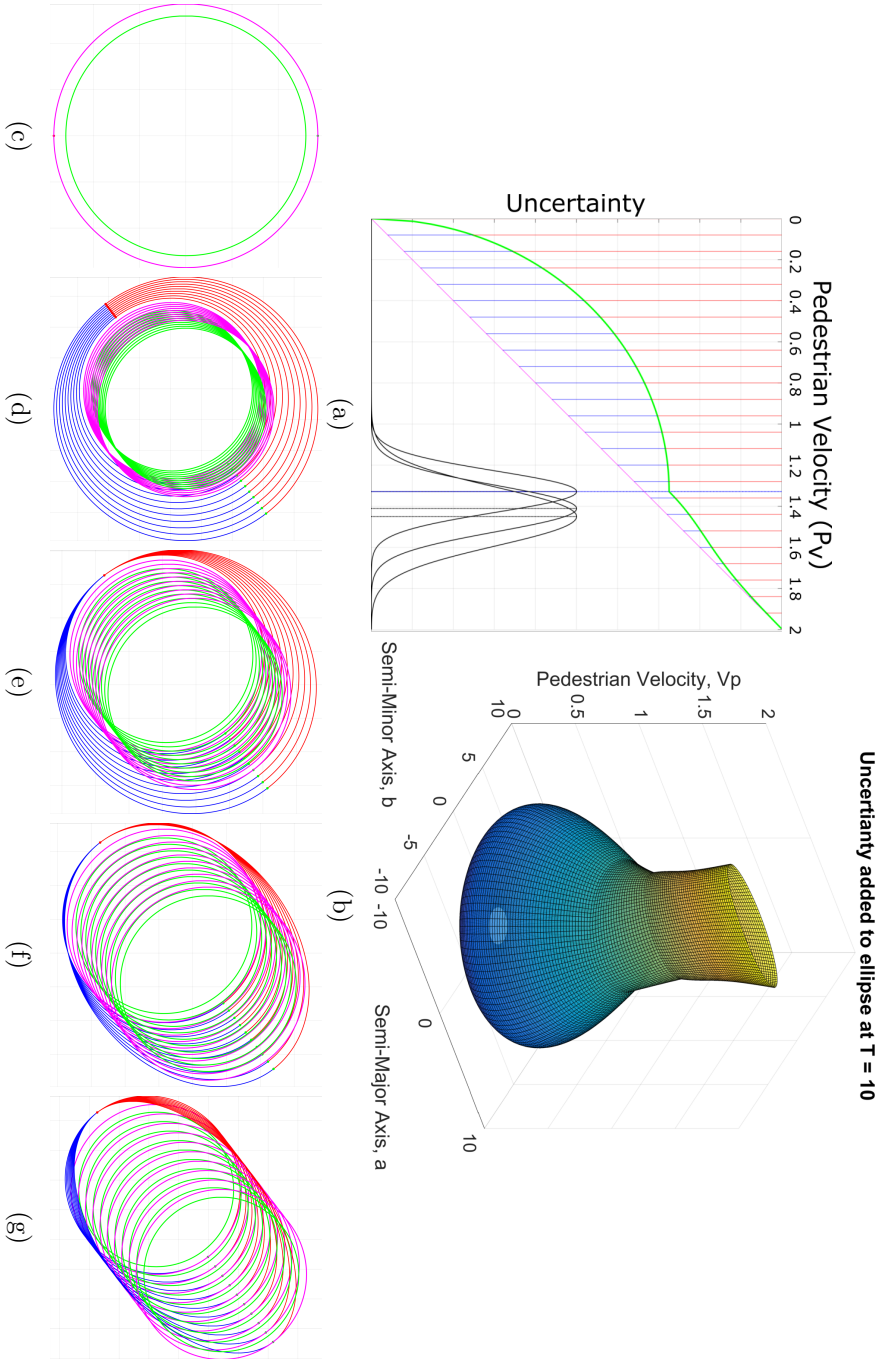 Pedestrian Velocity (Pv)
0 0.2 0.4 0.6 0.8 1 1.2 1.4 1.6 1.8 2
Uncertainty
(a)
Uncertianty added to ellipse at T = 10
Pedestrian Velocity, Vp
2
1.5
1
0.5
0
10
5
0
-5
-10
Semi-Minor Axis, b
-10
0
10
Semi-Major Axis, a
(b)
(c)
(d)
(e)
(f)
(g)